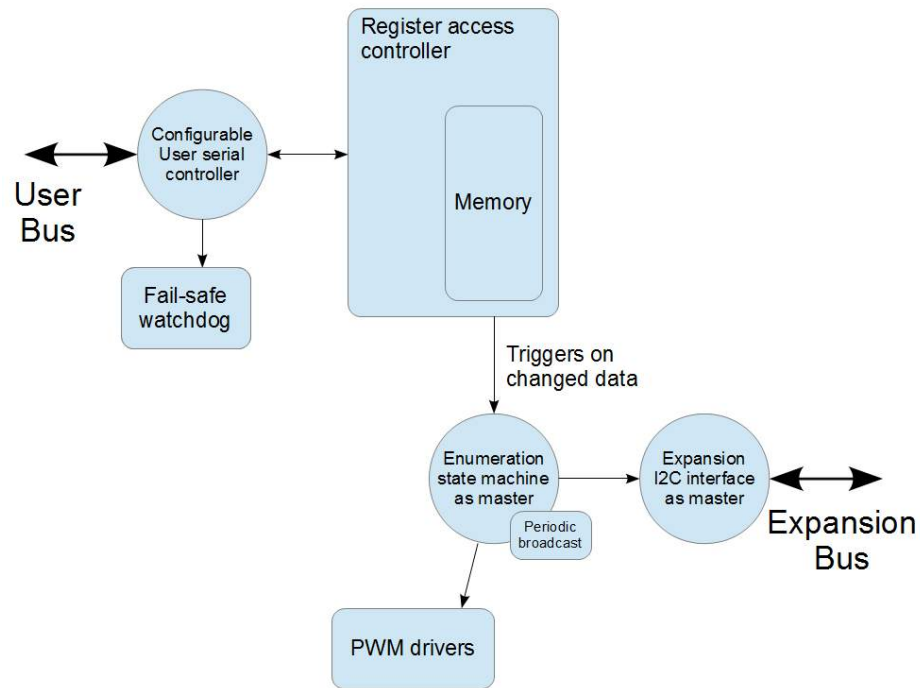 Register access
controller
Configurable
User serial
controller
User
Bus
Memory
Fail-safe
watchdog
Triggers on
changed data
Enumeration
state machine
as master
Periodic
broadcast
Expansion
I2C interface
as master
Expansion
Bus
PWM drivers